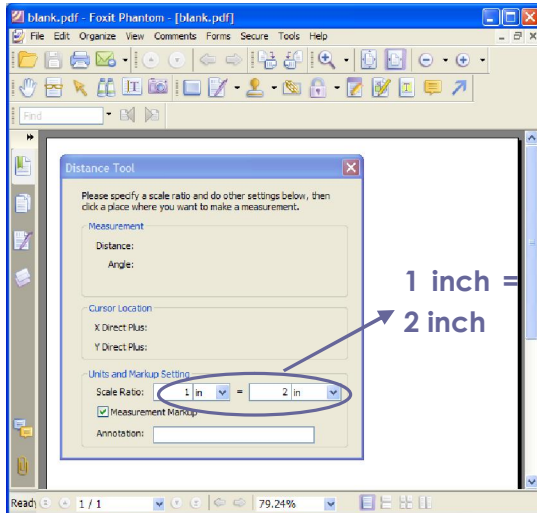 blank.pdf - Foxit Phantom - [blank.pdf]
File Edit Organize View Comments Forms Secure Tools Help
Find
Distance Tool
Please specify a scale ratio and do other settings below, then
click a place where you want to make a measurement.
Measurement
Distance:
Angle:
Cursor Location
X Direct Plus:
Y Direct Plus:
Units and Markup Setting
Scale Ratio: 1 in = 2 in
Measurement Markup
Annotation:
1 inch =
2 inch
Ready 1 / 1 79.24%